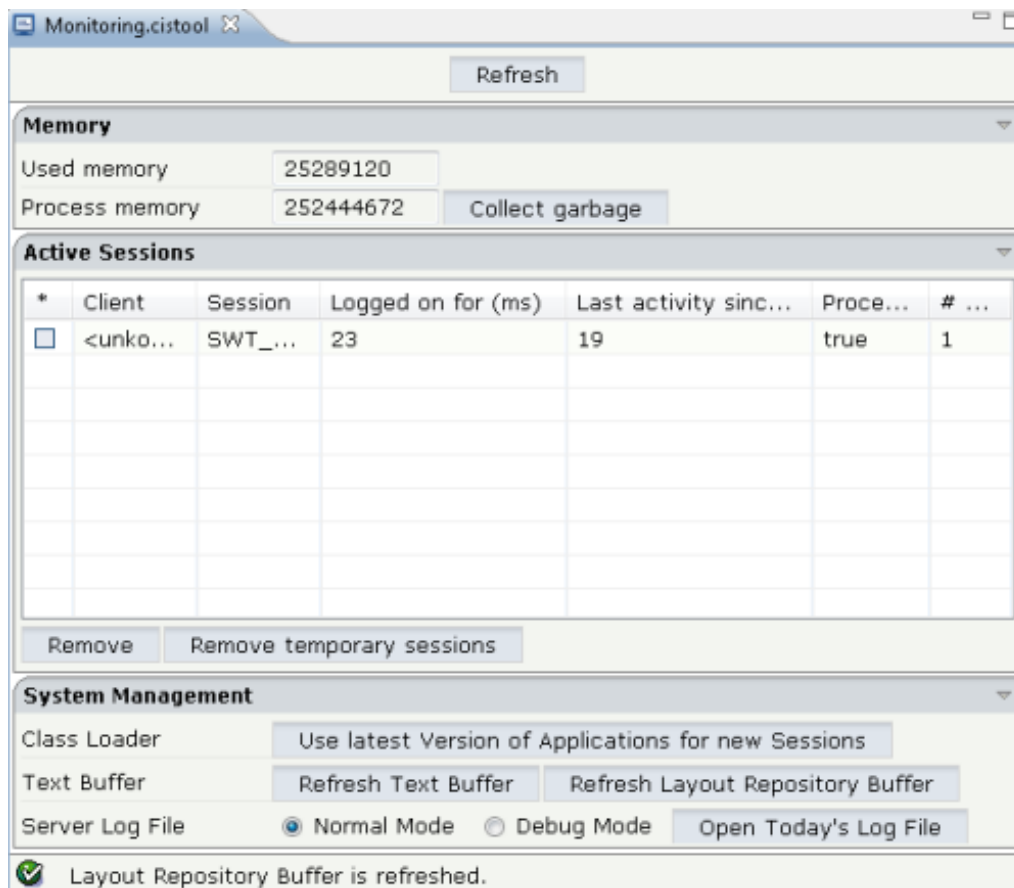 Monitoring.cistool
Refresh
Memory
Used memory 25289120
Process memory 252444672 Collect garbage
Active Sessions
* Client Session Logged on for (ms) Last activity sinc... Proce... # ...
<unko... SWT_... 23 19 true 1
Remove Remove temporary sessions
System Management
Class Loader Use latest Version of Applications for new Sessions
Text Buffer Refresh Text Buffer Refresh Layout Repository Buffer
Server Log File Normal Mode Debug Mode Open Today's Log File
Layout Repository Buffer is refreshed.